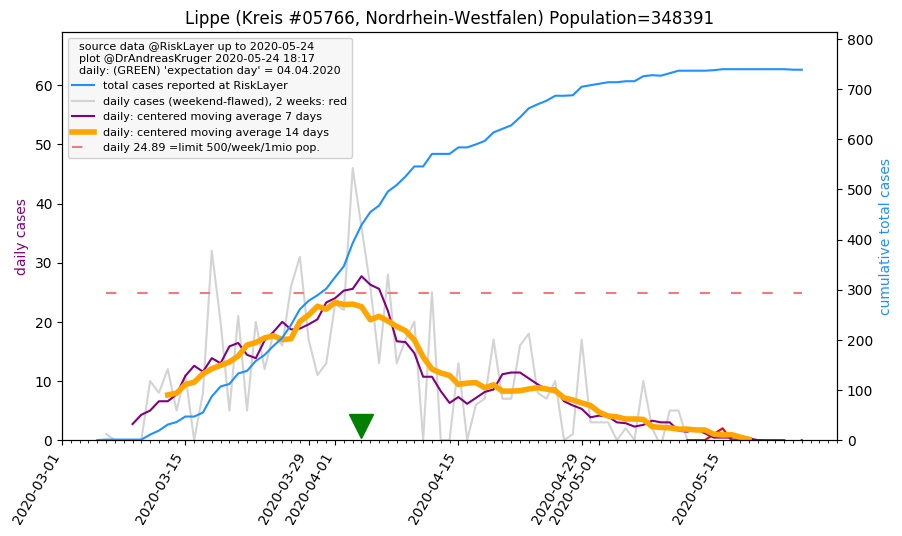 Lippe (Kreis #05766, Nordrhein-Westfalen) Population=348391
source data @RiskLayer up to 2020-05-24
plot @DrAndreasKruger 2020-05-24 18:17
daily: (GREEN) 'expectation day' = 04.04.2020
total cases reported at RiskLayer
daily cases (weekend-flawed), 2 weeks: red
daily: centered moving average 7 days
daily: centered moving average 14 days
daily 24.89 =limit 500/week/1mio pop.
daily cases
60
50
40
30
20
10
0
800
700
600
500
400
300
200
100
0
cumulative total cases
2020-03-01
2020-03-15
2020-03-29
2020-04-01
2020-04-15
2020-04-29
2020-05-01
2020-05-15